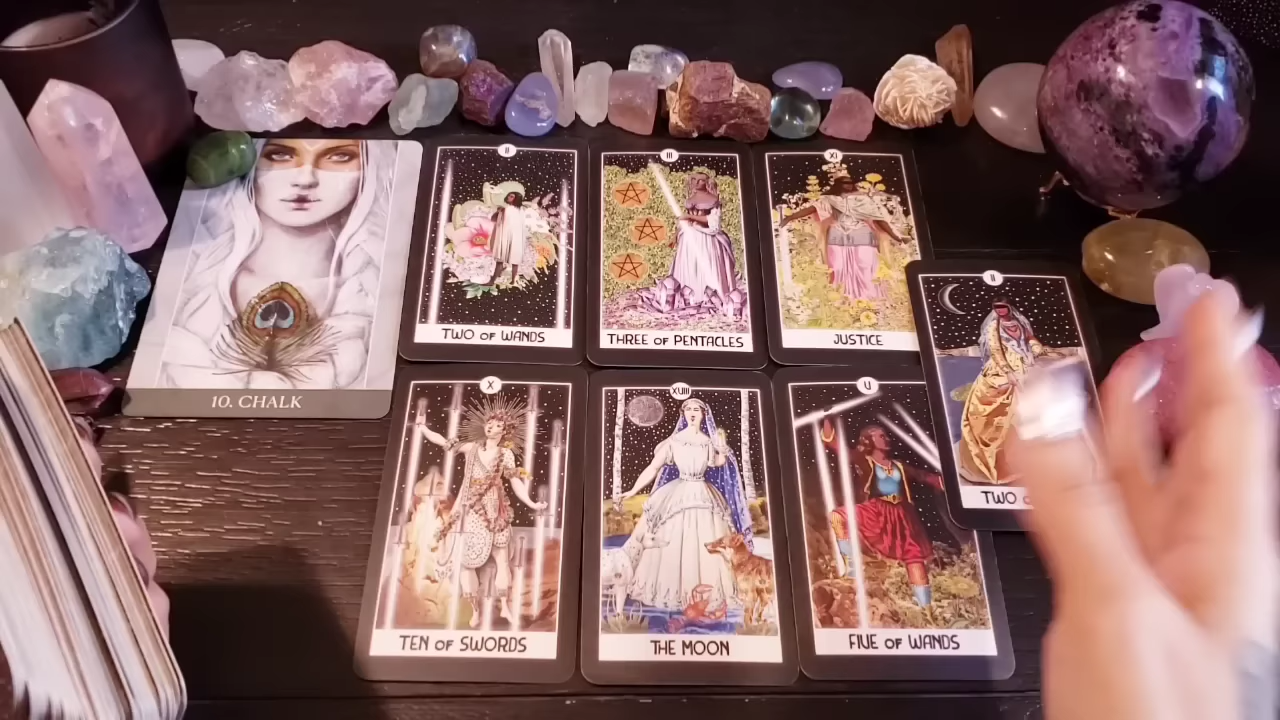 II
III
XI
TWO OF WANDS
THREE OF PENTACLES
JUSTICE
II
TWO
10. CHALK
X
XVIII
V
TEN OF SWORDS
THE MOON
FIVE OF WANDS